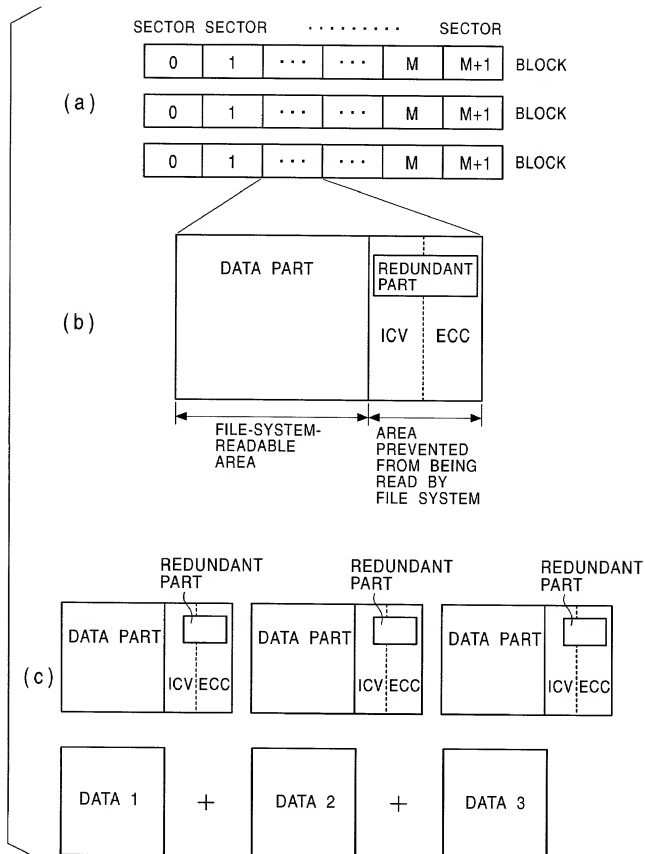 SECTOR SECTOR ········· SECTOR
0 1 ··· ··· M M+1 BLOCK
(a)
0 1 ··· ··· M M+1 BLOCK
0 1 ··· ··· M M+1 BLOCK
(b)
DATA PART
REDUNDANT
PART
ICV ECC
FILE-SYSTEM-
READABLE
AREA
AREA
PREVENTED
FROM BEING
READ BY
FILE SYSTEM
(c)
REDUNDANT
PART
REDUNDANT
PART
REDUNDANT
PART
DATA PART
ICV ECC
DATA PART
ICV ECC
DATA PART
ICV ECC
DATA 1 + DATA 2 + DATA 3